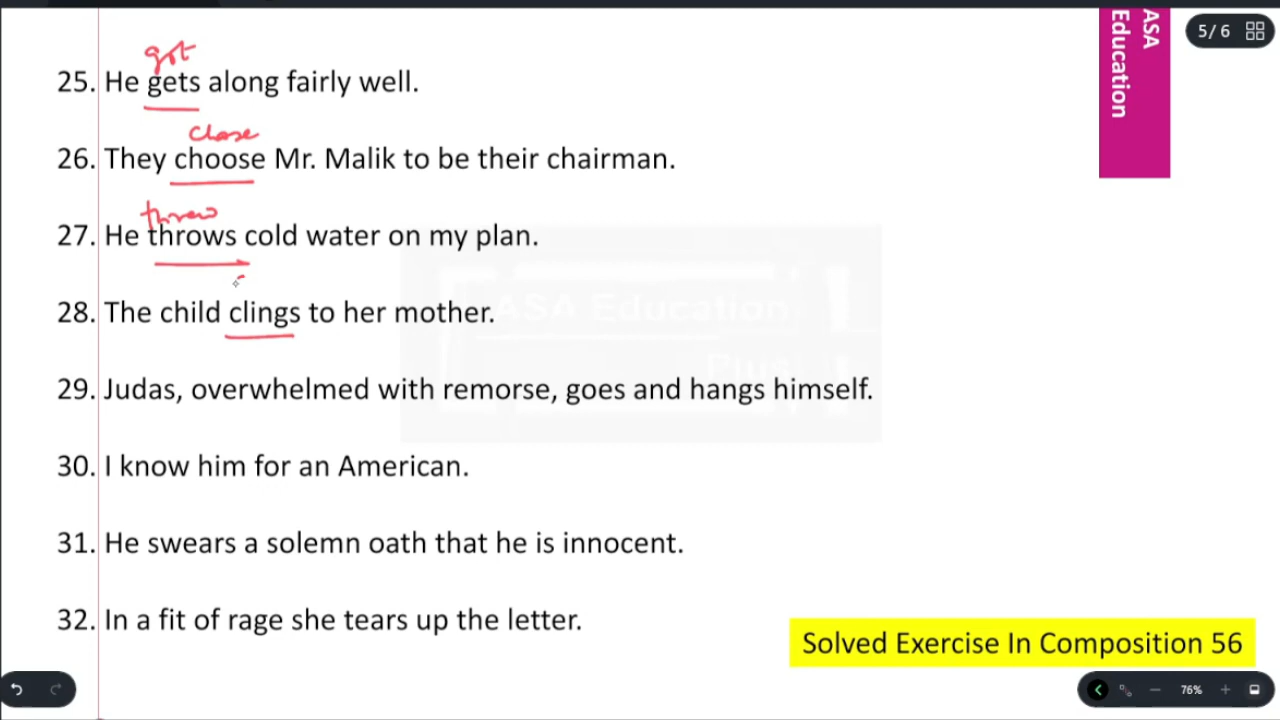 ASA
Education
5/6
got
25. He gets along fairly well.
chose
26. They choose Mr. Malik to be their chairman.
threw
27. He throws cold water on my plan.
28. The child clings to her mother.
ASA Education
Plus
29. Judas, overwhelmed with remorse, goes and hangs himself.
30. I know him for an American.
31. He swears a solemn oath that he is innocent.
32. In a fit of rage she tears up the letter.
Solved Exercise In Composition 56
76%